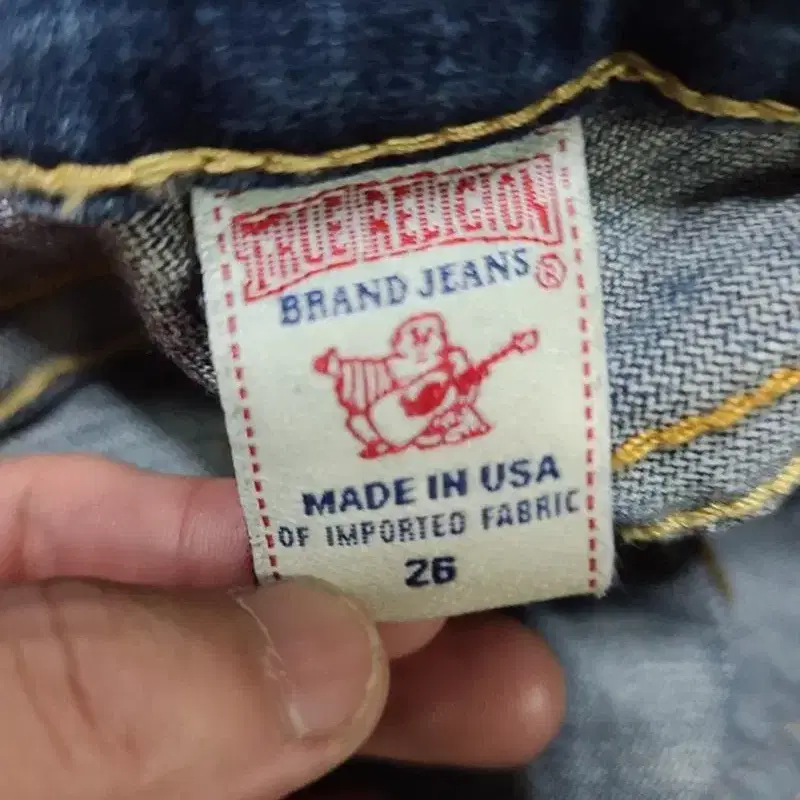 TRUE RELIGION
BRAND JEANS®
MADE IN USA
OF IMPORTED FABRIC
26